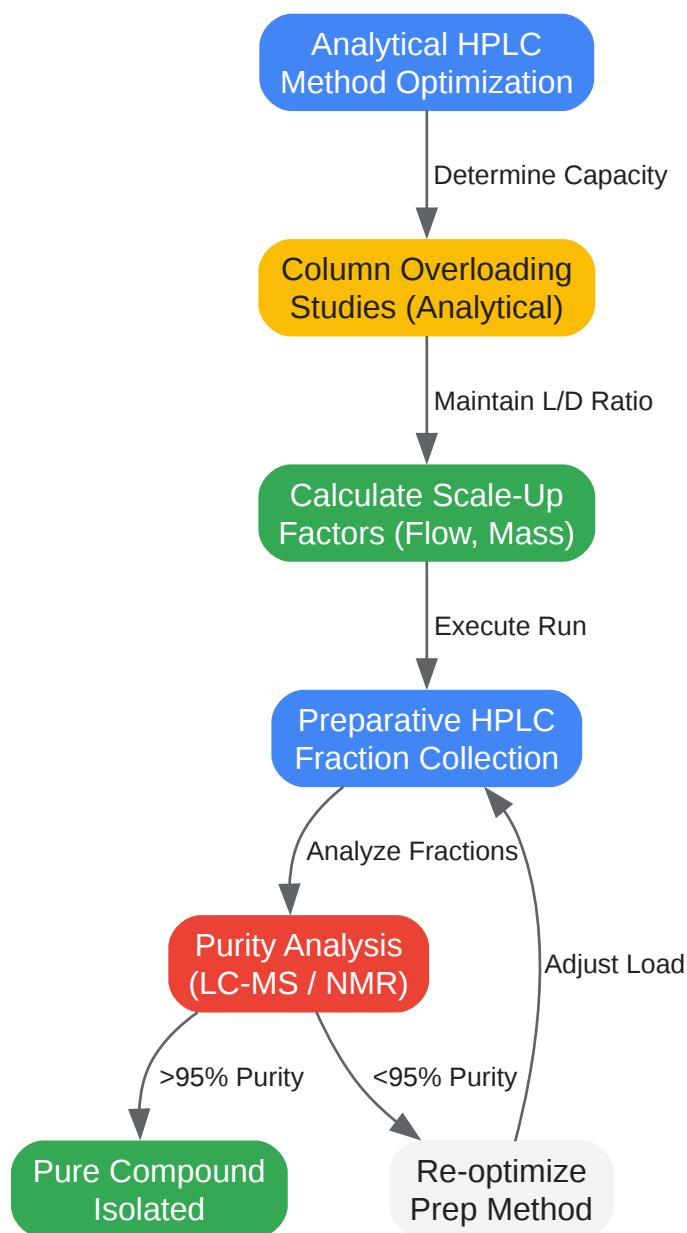 Analytical HPLC
Method Optimization
Determine Capacity
Column Overloading
Studies (Analytical)
Maintain L/D Ratio
Calculate Scale-Up
Factors (Flow, Mass)
Execute Run
Preparative HPLC
Fraction Collection
Analyze Fractions
Purity Analysis
(LC-MS / NMR)
Adjust Load
>95% Purity
<95% Purity
Pure Compound
Isolated
Re-optimize
Prep Method